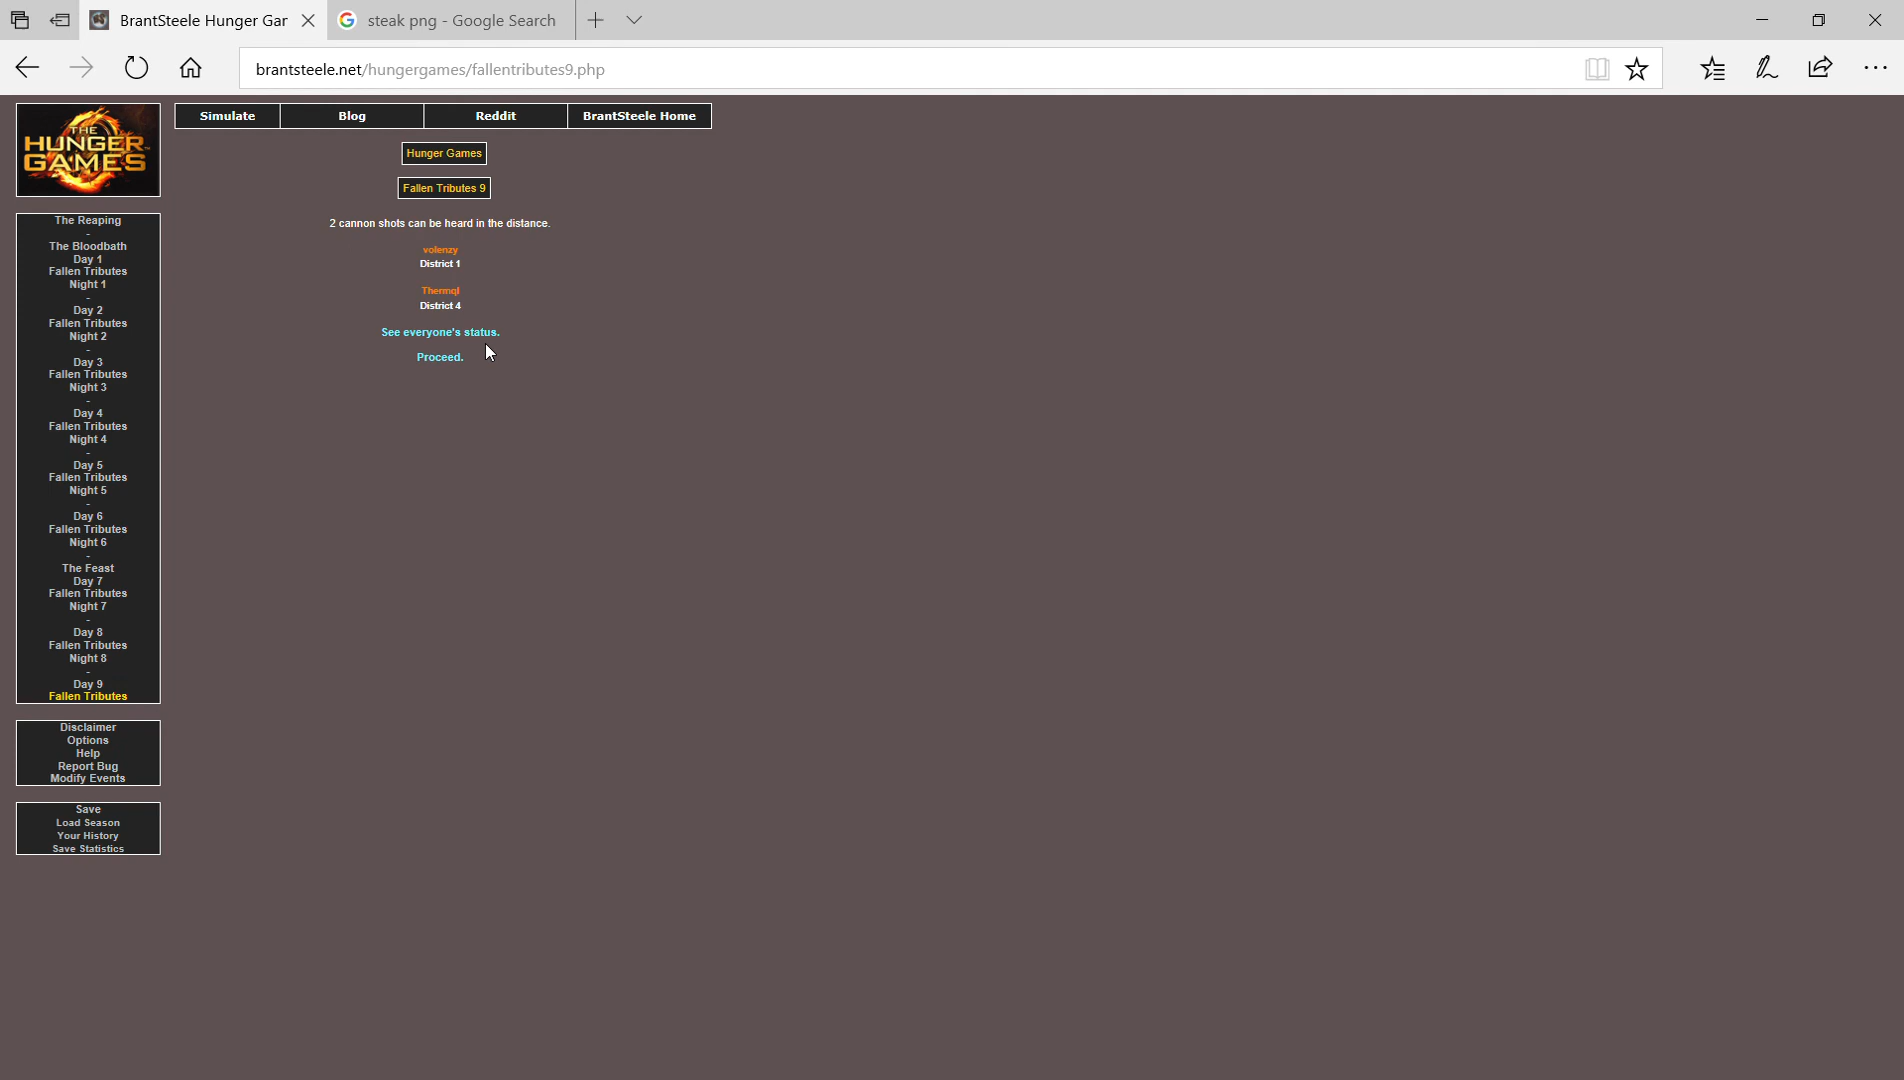 BrantSteele Hunger Gar
steak png - Google Search
brantsteele.net/hungergames/fallentributes9.php
THE
HUNGER
GAMES
Simulate
Blog
Reddit
BrantSteele Home
Hunger Games
Fallen Tributes 9
2 cannon shots can be heard in the distance.
volenzy
District 1
Thermql
District 4
See everyone's status.
Proceed.
The Reaping
-
The Bloodbath
Day 1
Fallen Tributes
Night 1
-
Day 2
Fallen Tributes
Night 2
-
Day 3
Fallen Tributes
Night 3
-
Day 4
Fallen Tributes
Night 4
-
Day 5
Fallen Tributes
Night 5
-
Day 6
Fallen Tributes
Night 6
-
The Feast
Day 7
Fallen Tributes
Night 7
-
Day 8
Fallen Tributes
Night 8
-
Day 9
Fallen Tributes
Disclaimer
Options
Help
Report Bug
Modify Events
Save
Load Season
Your History
Save Statistics